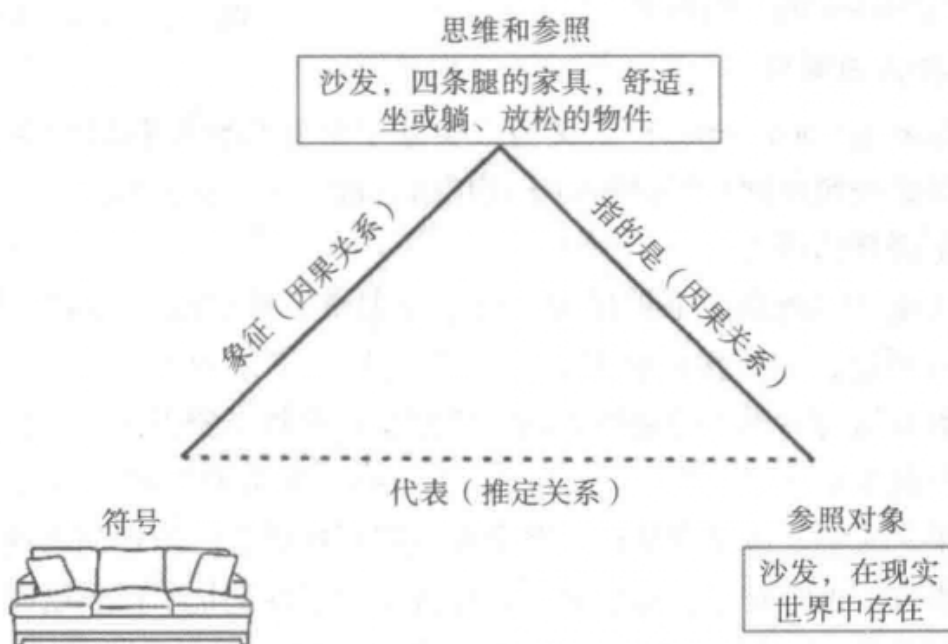 思维和参照
沙发，四条腿的家具，舒适，
坐或躺、放松的物件
象征（因果关系）
指的是（因果关系）
代表（推定关系）
符号
参照对象
沙发，在现实
世界中存在